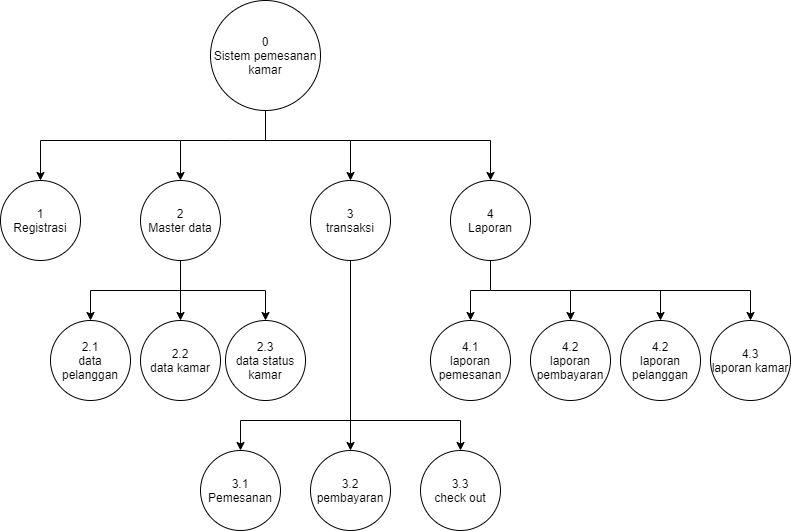 0
Sistem pemesanan
kamar
1
Registrasi
2
Master data
3
transaksi
4
Laporan
2.1
data
pelanggan
2.2
data kamar
2.3
data status
kamar
4.1
laporan
pemesanan
4.2
laporan
pembayaran
4.2
laporan
pelanggan
4.3
laporan kamar
3.1
Pemesanan
3.2
pembayaran
3.3
check out